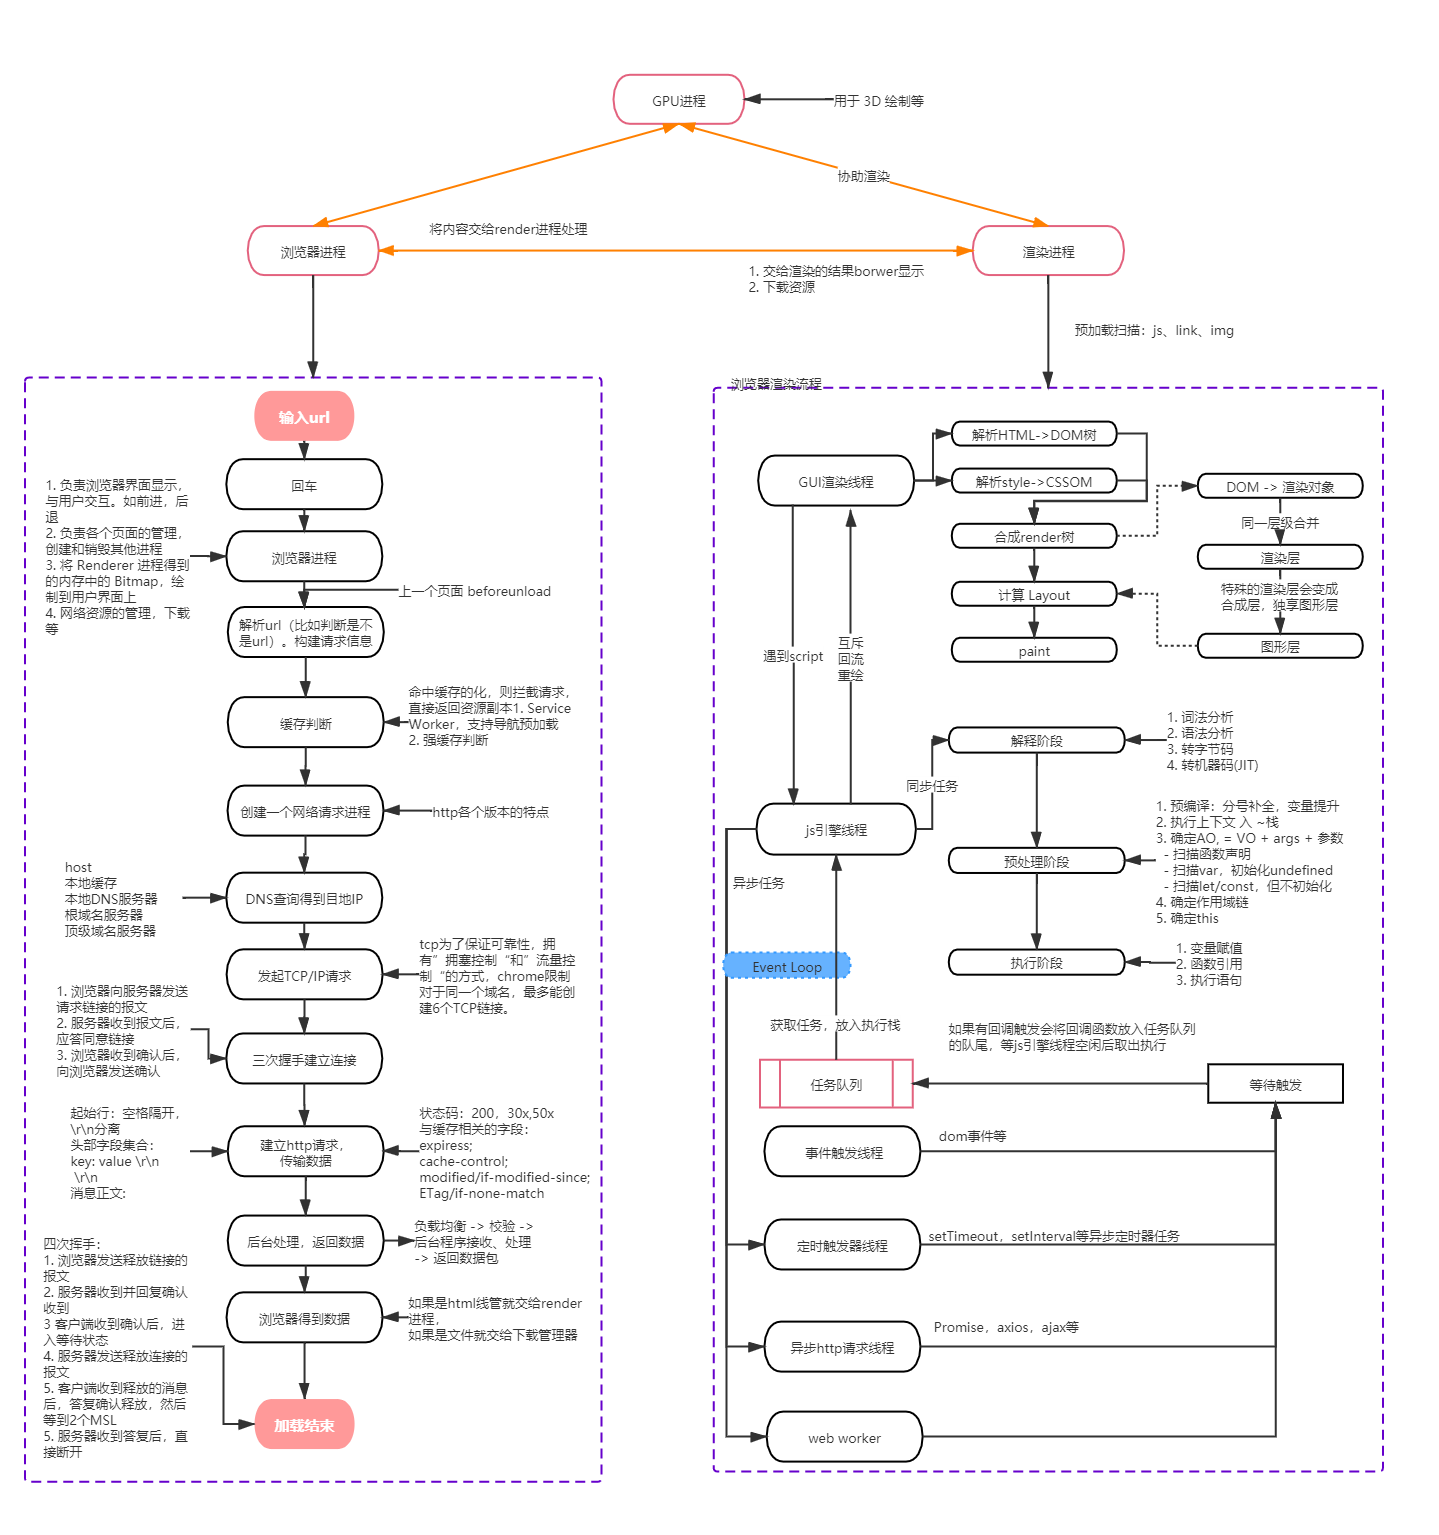 GPU进程
用于 3D 绘制等
协助渲染
将内容交给render进程处理
浏览器进程
渲染进程
1. 交给渲染的结果borwer显示
2. 下载资源
预加载扫描：js、link、img
输入url
回车
1. 负责浏览器界面显示，
与用户交互。如前进，后
退
2. 负责各个页面的管理，
创建和销毁其他进程
3. 将 Renderer 进程得到
的内存中的 Bitmap，绘
制到用户界面上
4. 网络资源的管理，下载
等
浏览器进程
上一个页面 beforeunload
解析url（比如判断是不
是url）。构建请求信息
缓存判断
命中缓存的化，则拦截请求，
直接返回资源副本1. Service
Worker，支持导航预加载
2. 强缓存判断
创建一个网络请求进程
http各个版本的特点
host
本地缓存
本地DNS服务器
根域名服务器
顶级域名服务器
DNS查询得到目地IP
发起TCP/IP请求
tcp为了保证可靠性，拥
有”拥塞控制“和”流量控
制“的方式，chrome限制
对于同一个域名，最多能创
建6个TCP链接。
1. 浏览器向服务器发送
请求链接的报文
2. 服务器收到报文后，
应答同意链接
3. 浏览器收到确认后，
向浏览器发送确认
三次握手建立连接
起始行：空格隔开，
\r\n分离
头部字段集合：
key: value \r\n
\r\n
消息正文:
建立http请求，
传输数据
状态码：200，30x,50x
与缓存相关的字段：
expiress;
cache-control;
modified/if-modified-since;
ETag/if-none-match
后台处理，返回数据
负载均衡 -> 校验 ->
后台程序接收、处理
-> 返回数据包
四次挥手：
1. 浏览器发送释放链接的
报文
2. 服务器收到并回复确认
收到
3 客户端收到确认后，进
入等待状态
4. 服务器发送释放连接的
报文
5. 客户端收到释放的消息
后，答复确认释放，然后
等到2个MSL
5. 服务器收到答复后，直
接断开
浏览器得到数据
如果是html线管就交给render
进程，
如果是文件就交给下载管理器
加载结束
浏览器渲染流程
GUI渲染线程
解析HTML->DOM树
解析style->CSSOM
合成render树
计算 Layout
paint
DOM -> 渲染对象
同一层级合并
渲染层
特殊的渲染层会变成
合成层，独享图形层
图形层
遇到script
互斥
回流
重绘
js引擎线程
同步任务
异步任务
解释阶段
1. 词法分析
2. 语法分析
3. 转字节码
4. 转机器码(JIT)
预处理阶段
1. 预编译：分号补全，变量提升
2. 执行上下文 入 ~栈
3. 确定AO, = VO + args + 参数
- 扫描函数声明
- 扫描var，初始化undefined
- 扫描let/const，但不初始化
4. 确定作用域链
5. 确定this
执行阶段
1. 变量赋值
2. 函数引用
3. 执行语句
Event Loop
获取任务，放入执行栈
如果有回调触发会将回调函数放入任务队列
的队尾，等js引擎线程空闲后取出执行
任务队列
等待触发
事件触发线程
dom事件等
定时触发器线程
setTimeout，setInterval等异步定时器任务
异步http请求线程
Promise，axios，ajax等
web worker